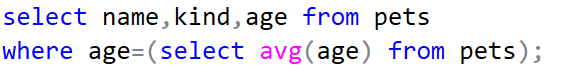 select name,kind,age from pets
where age=(select avg(age) from pets);